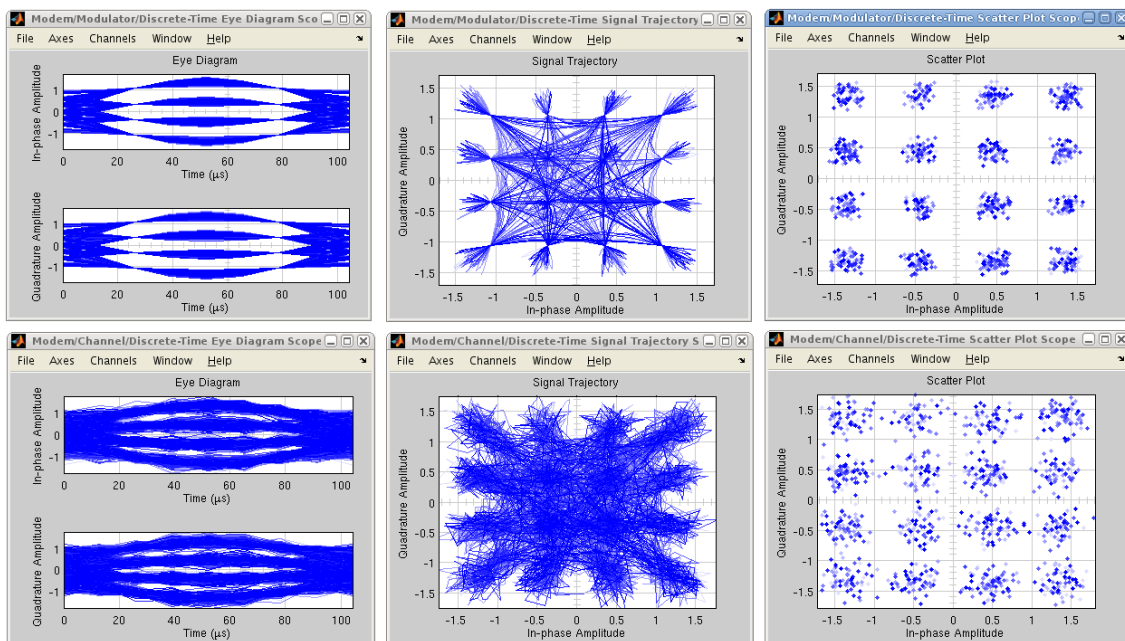 Modem/Modulator/Discrete-Time Eye Diagram Sco
File Axes Channels Window Help
Eye Diagram
In-phase Amplitude
1
0
-1
0 20 40 60 80 100
Time (μs)
Quadrature Amplitude
1
0
-1
0 20 40 60 80 100
Time (μs)
Modem/Modulator/Discrete-Time Signal Trajectory
File Axes Channels Window Help
Signal Trajectory
Quadrature Amplitude
1.5
1
0.5
0
-0.5
-1
-1.5
-1.5 -1 -0.5 0 0.5 1 1.5
In-phase Amplitude
Modem/Modulator/Discrete-Time Scatter Plot Scop
File Axes Channels Window Help
Scatter Plot
Quadrature Amplitude
1.5
1
0.5
0
-0.5
-1
-1.5
-1.5 -1 -0.5 0 0.5 1 1.5
In-phase Amplitude
Modem/Channel/Discrete-Time Eye Diagram Scope
File Axes Channels Window Help
Eye Diagram
In-phase Amplitude
1
0
-1
0 20 40 60 80 100
Time (μs)
Quadrature Amplitude
1
0
-1
0 20 40 60 80 100
Time (μs)
Modem/Channel/Discrete-Time Signal Trajectory S
File Axes Channels Window Help
Signal Trajectory
Quadrature Amplitude
1.5
1
0.5
0
-0.5
-1
-1.5
-1.5 -1 -0.5 0 0.5 1 1.5
In-phase Amplitude
Modem/Channel/Discrete-Time Scatter Plot Scope
File Axes Channels Window Help
Scatter Plot
Quadrature Amplitude
1.5
1
0.5
0
-0.5
-1
-1.5
-1.5 -1 -0.5 0 0.5 1 1.5
In-phase Amplitude